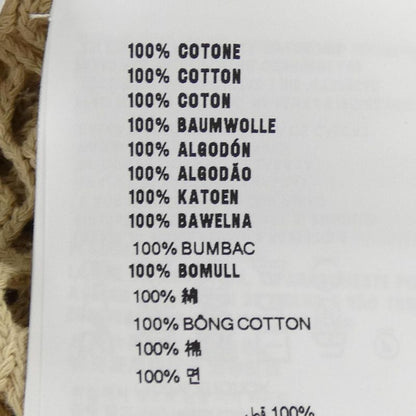 100% COTONE
100% COTTON
100% COTON
100% BAUMWOLLE
100% ALGODÓN
100% ALGODÃO
100% KATOEN
100% BAWELNA
100% BUMBAC
100% BOMULL
100% 綿
100% BÔNG COTTON
100% 棉
100% 면
100%